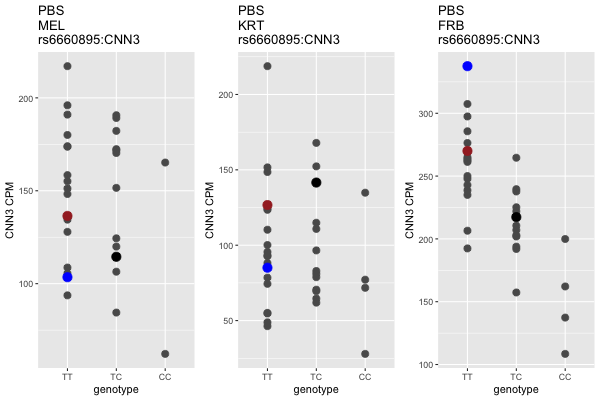 PBS
MEL
rs6660895:CNN3
200
150
100
CNN3 CPM
TT
TC
CC
genotype
PBS
KRT
rs6660895:CNN3
200
150
100
50
CNN3 CPM
TT
TC
CC
genotype
PBS
FRB
rs6660895:CNN3
300
250
200
150
100
CNN3 CPM
TT
TC
CC
genotype